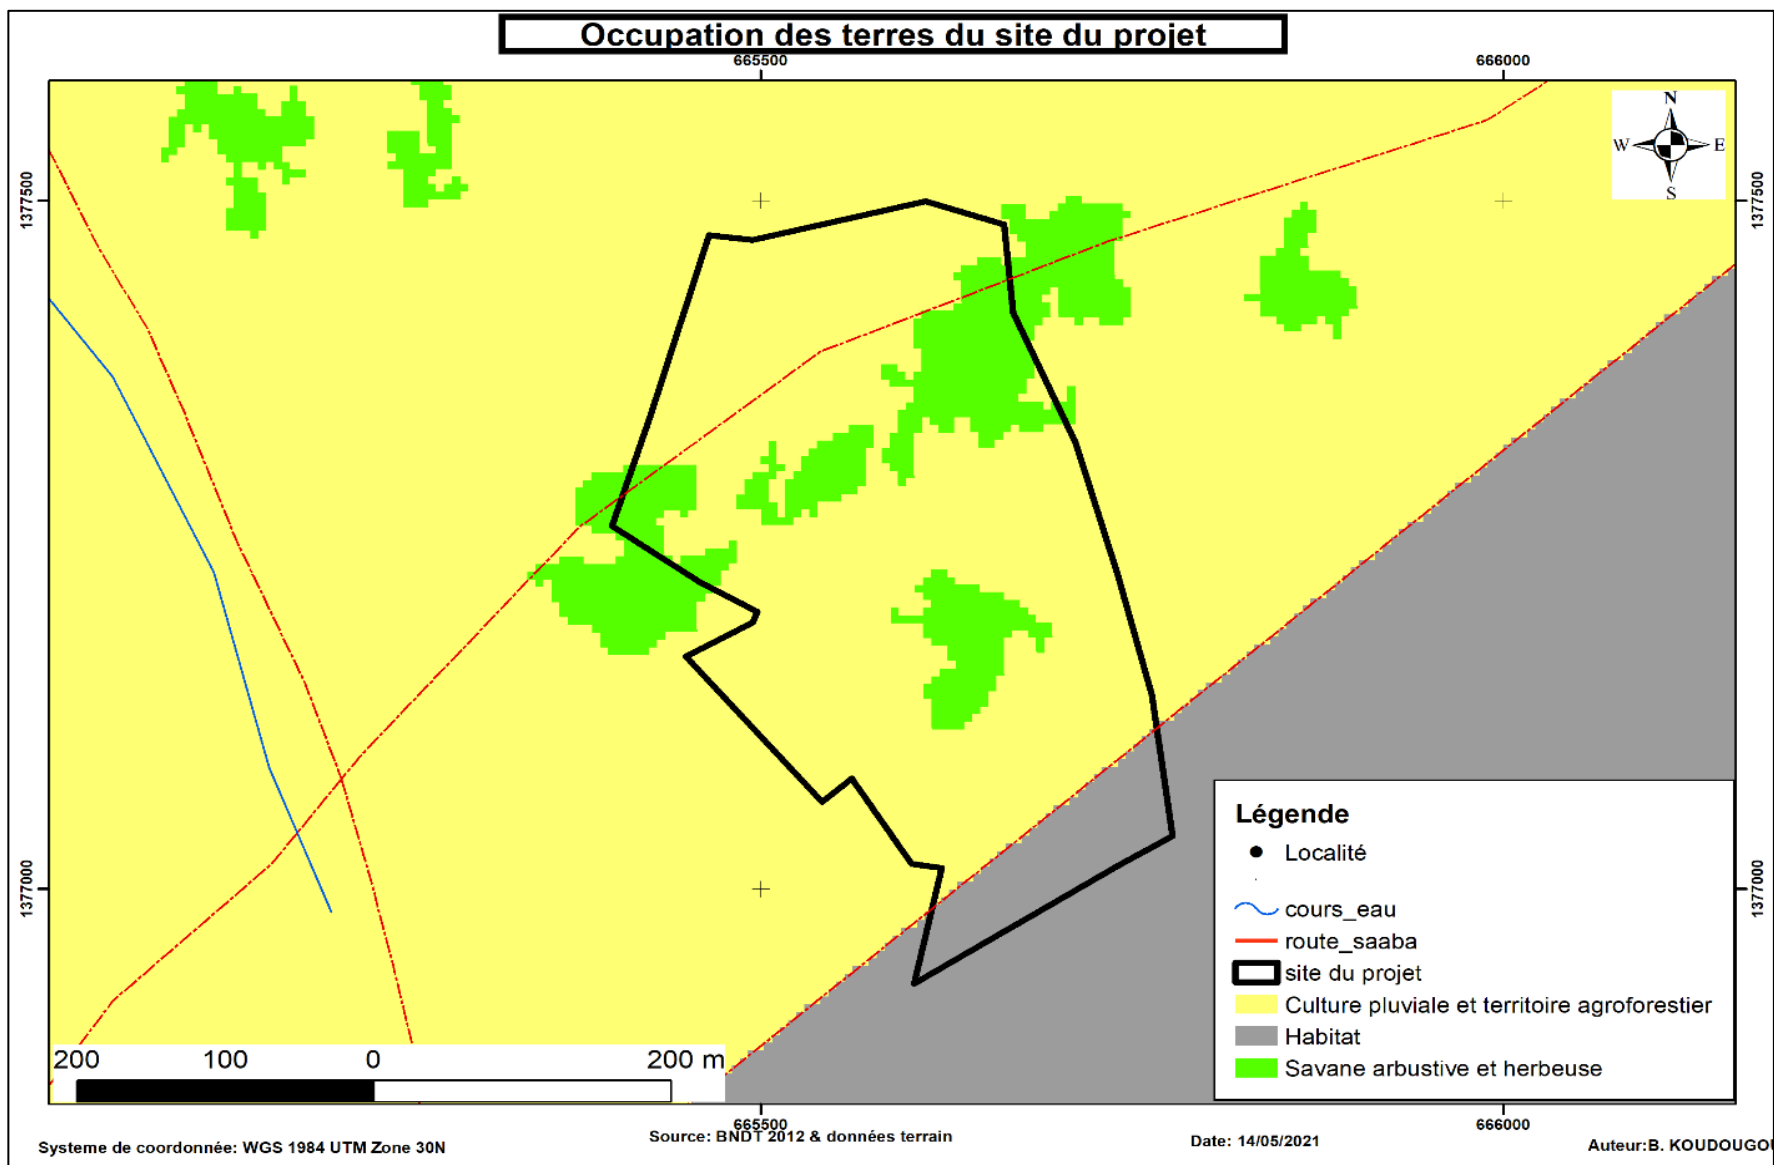 Occupation des terres du site du projet
665500
666000
N
W
E
S
1377500
1377500
1377000
1377000
Légende
Localité
cours_eau
route_saaba
site du projet
Culture pluviale et territoire agroforestier
Habitat
Savane arbustive et herbeuse
200 100 0 200 m
665500
666000
Systeme de coordonnée: WGS 1984 UTM Zone 30N
Source: BNDT 2012 & données terrain
Date: 14/05/2021
Auteur:B. KOUDOUGOU